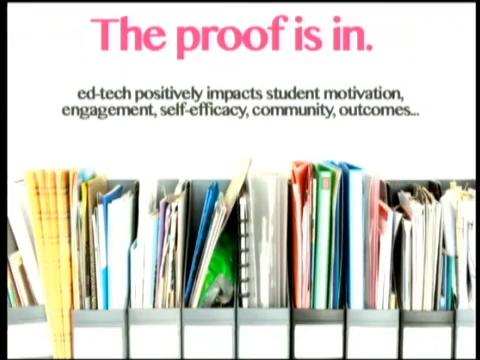 The proof is in.
ed-tech positively impacts student motivation,
engagement, self-efficacy, community, outcomes...